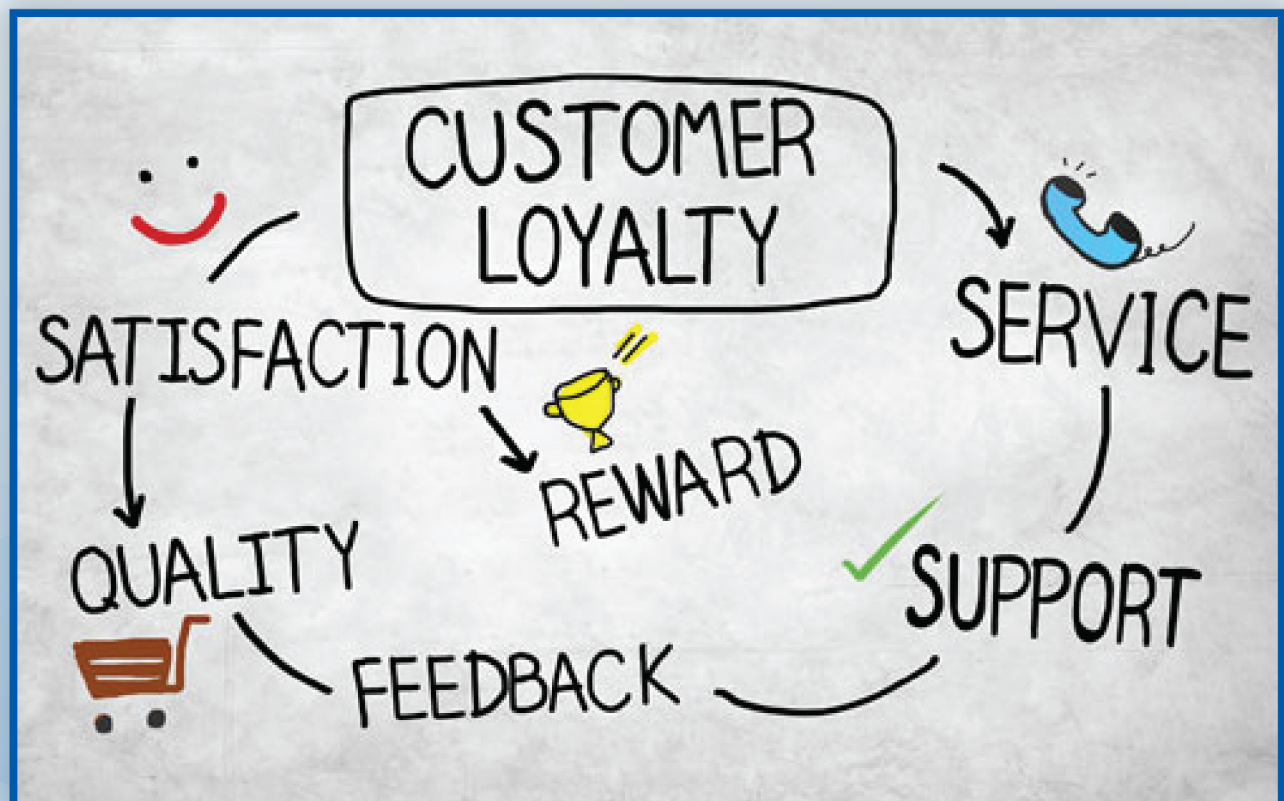 CUSTOMER
LOYALTY
SATISFACTION
SERVICE
REWARD
QUALITY
SUPPORT
FEEDBACK